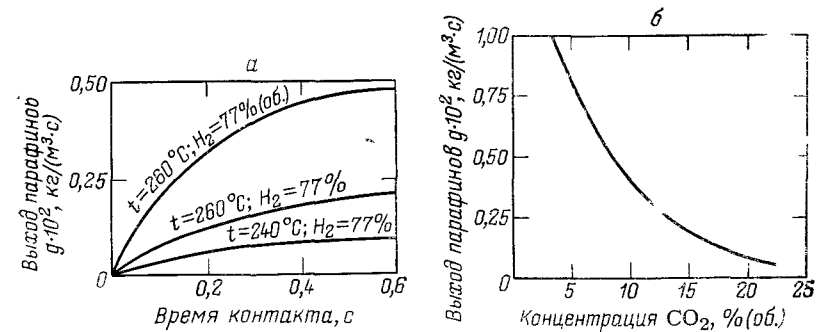 а
Выход парафинов
g·10², кг/(м³·с)
0,50
0,25
0
t=260°C; H₂=77%(об.)
t=260°C; H₂=77%
t=240°C; H₂=77%
0,2
0,4
0,6
Время контакта, с
б
Выход парафинов g·10², кг/(м³·с)
1,00
0,75
0,50
0,25
0
5
10
15
20
25
Концентрация CO₂, %(об.)